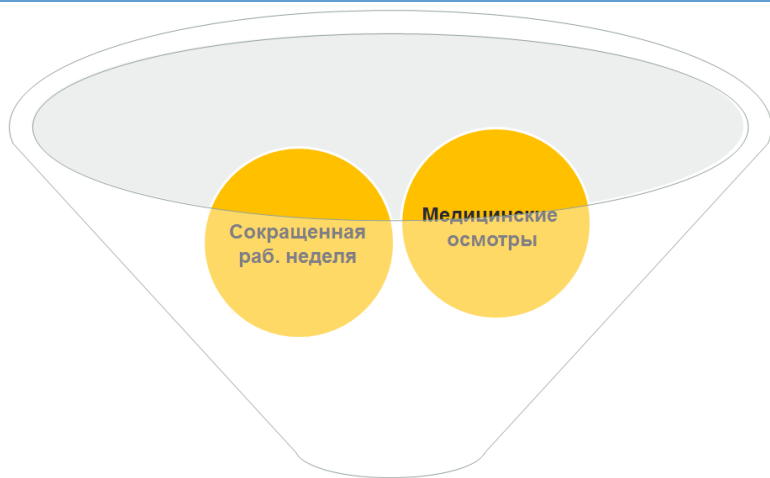 Сокращенная
раб. неделя
Медицинские
осмотры